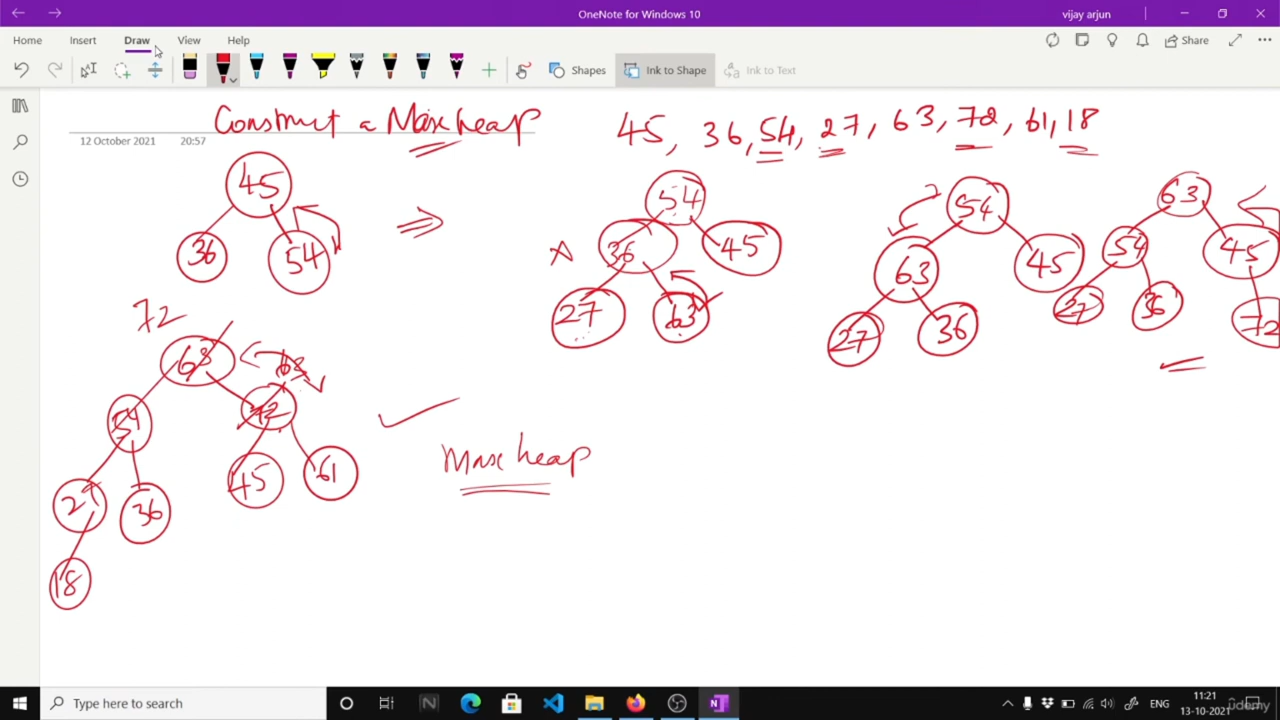 OneNote for Windows 10
vijay arjun
Home Insert Draw View Help
Share
Shapes Ink to Shape Ink to Text
Construct a Max heap 45, 36, 54, 27, 63, 72, 61, 18
12 October 2021 20:57
45
36 54
54
36 45
27 63
54
63 45
27 36
63
54 45
27 36 72
72
63 63
54 72
27 36 45 61
18
Max heap
Type here to search
ENG
11:21
13-10-2021
udemy